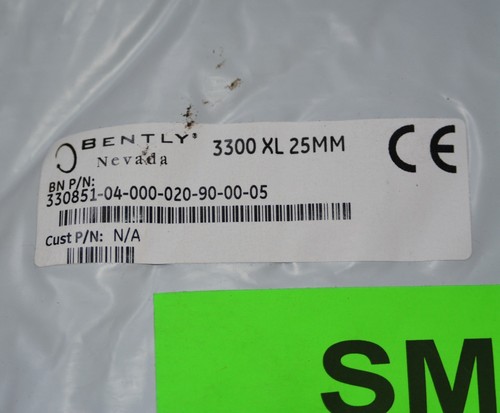 BENTLY
Nevada
3300 XL 25MM
CE
BN P/N:
330851-04-000-020-90-00-05
Cust P/N: N/A
SM